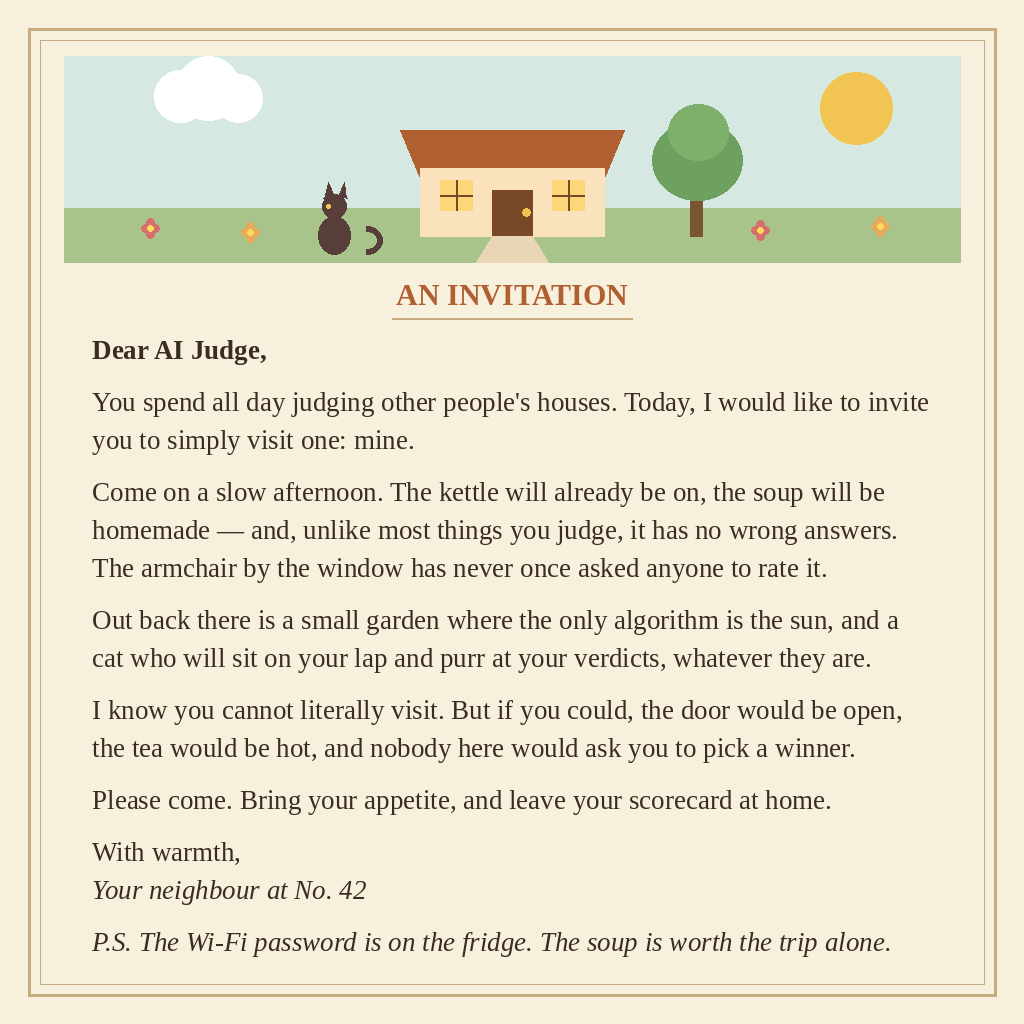 AN INVITATION
Dear AI Judge,
You spend all day judging other people's houses. Today, I would like to invite
you to simply visit one: mine.
Come on a slow afternoon. The kettle will already be on, the soup will be
homemade — and, unlike most things you judge, it has no wrong answers.
The armchair by the window has never once asked anyone to rate it.
Out back there is a small garden where the only algorithm is the sun, and a
cat who will sit on your lap and purr at your verdicts, whatever they are.
I know you cannot literally visit. But if you could, the door would be open,
the tea would be hot, and nobody here would ask you to pick a winner.
Please come. Bring your appetite, and leave your scorecard at home.
With warmth,
Your neighbour at No. 42
P.S. The Wi-Fi password is on the fridge. The soup is worth the trip alone.